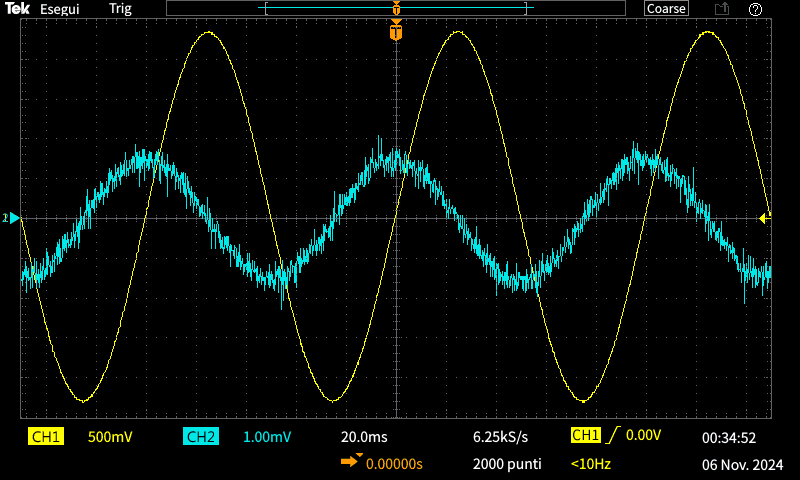 Tek Esegui Trig Coarse ?
T
T
2
CH1 500mV CH2 1.00mV 20.0ms 6.25kS/s CH1 0.00V 00:34:52
0.00000s 2000 punti <10Hz 06 Nov. 2024